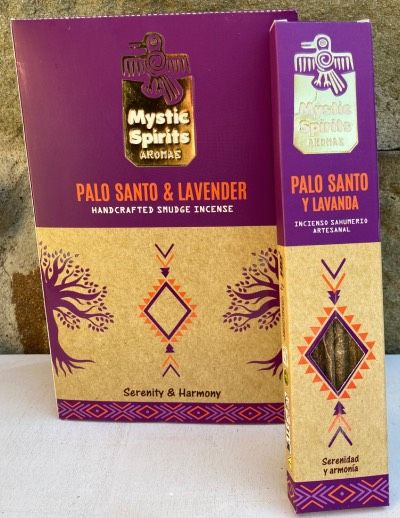 Mystic
Spirits
AROMAS
PALO SANTO & LAVENDER
HANDCRAFTED SMUDGE INCENSE
Serenity & Harmony
Mystic
Spirits
AROMAS
PALO SANTO
Y LAVANDA
INCIENSO SAHUMERIO
ARTESANAL
Serenidad
y armonía